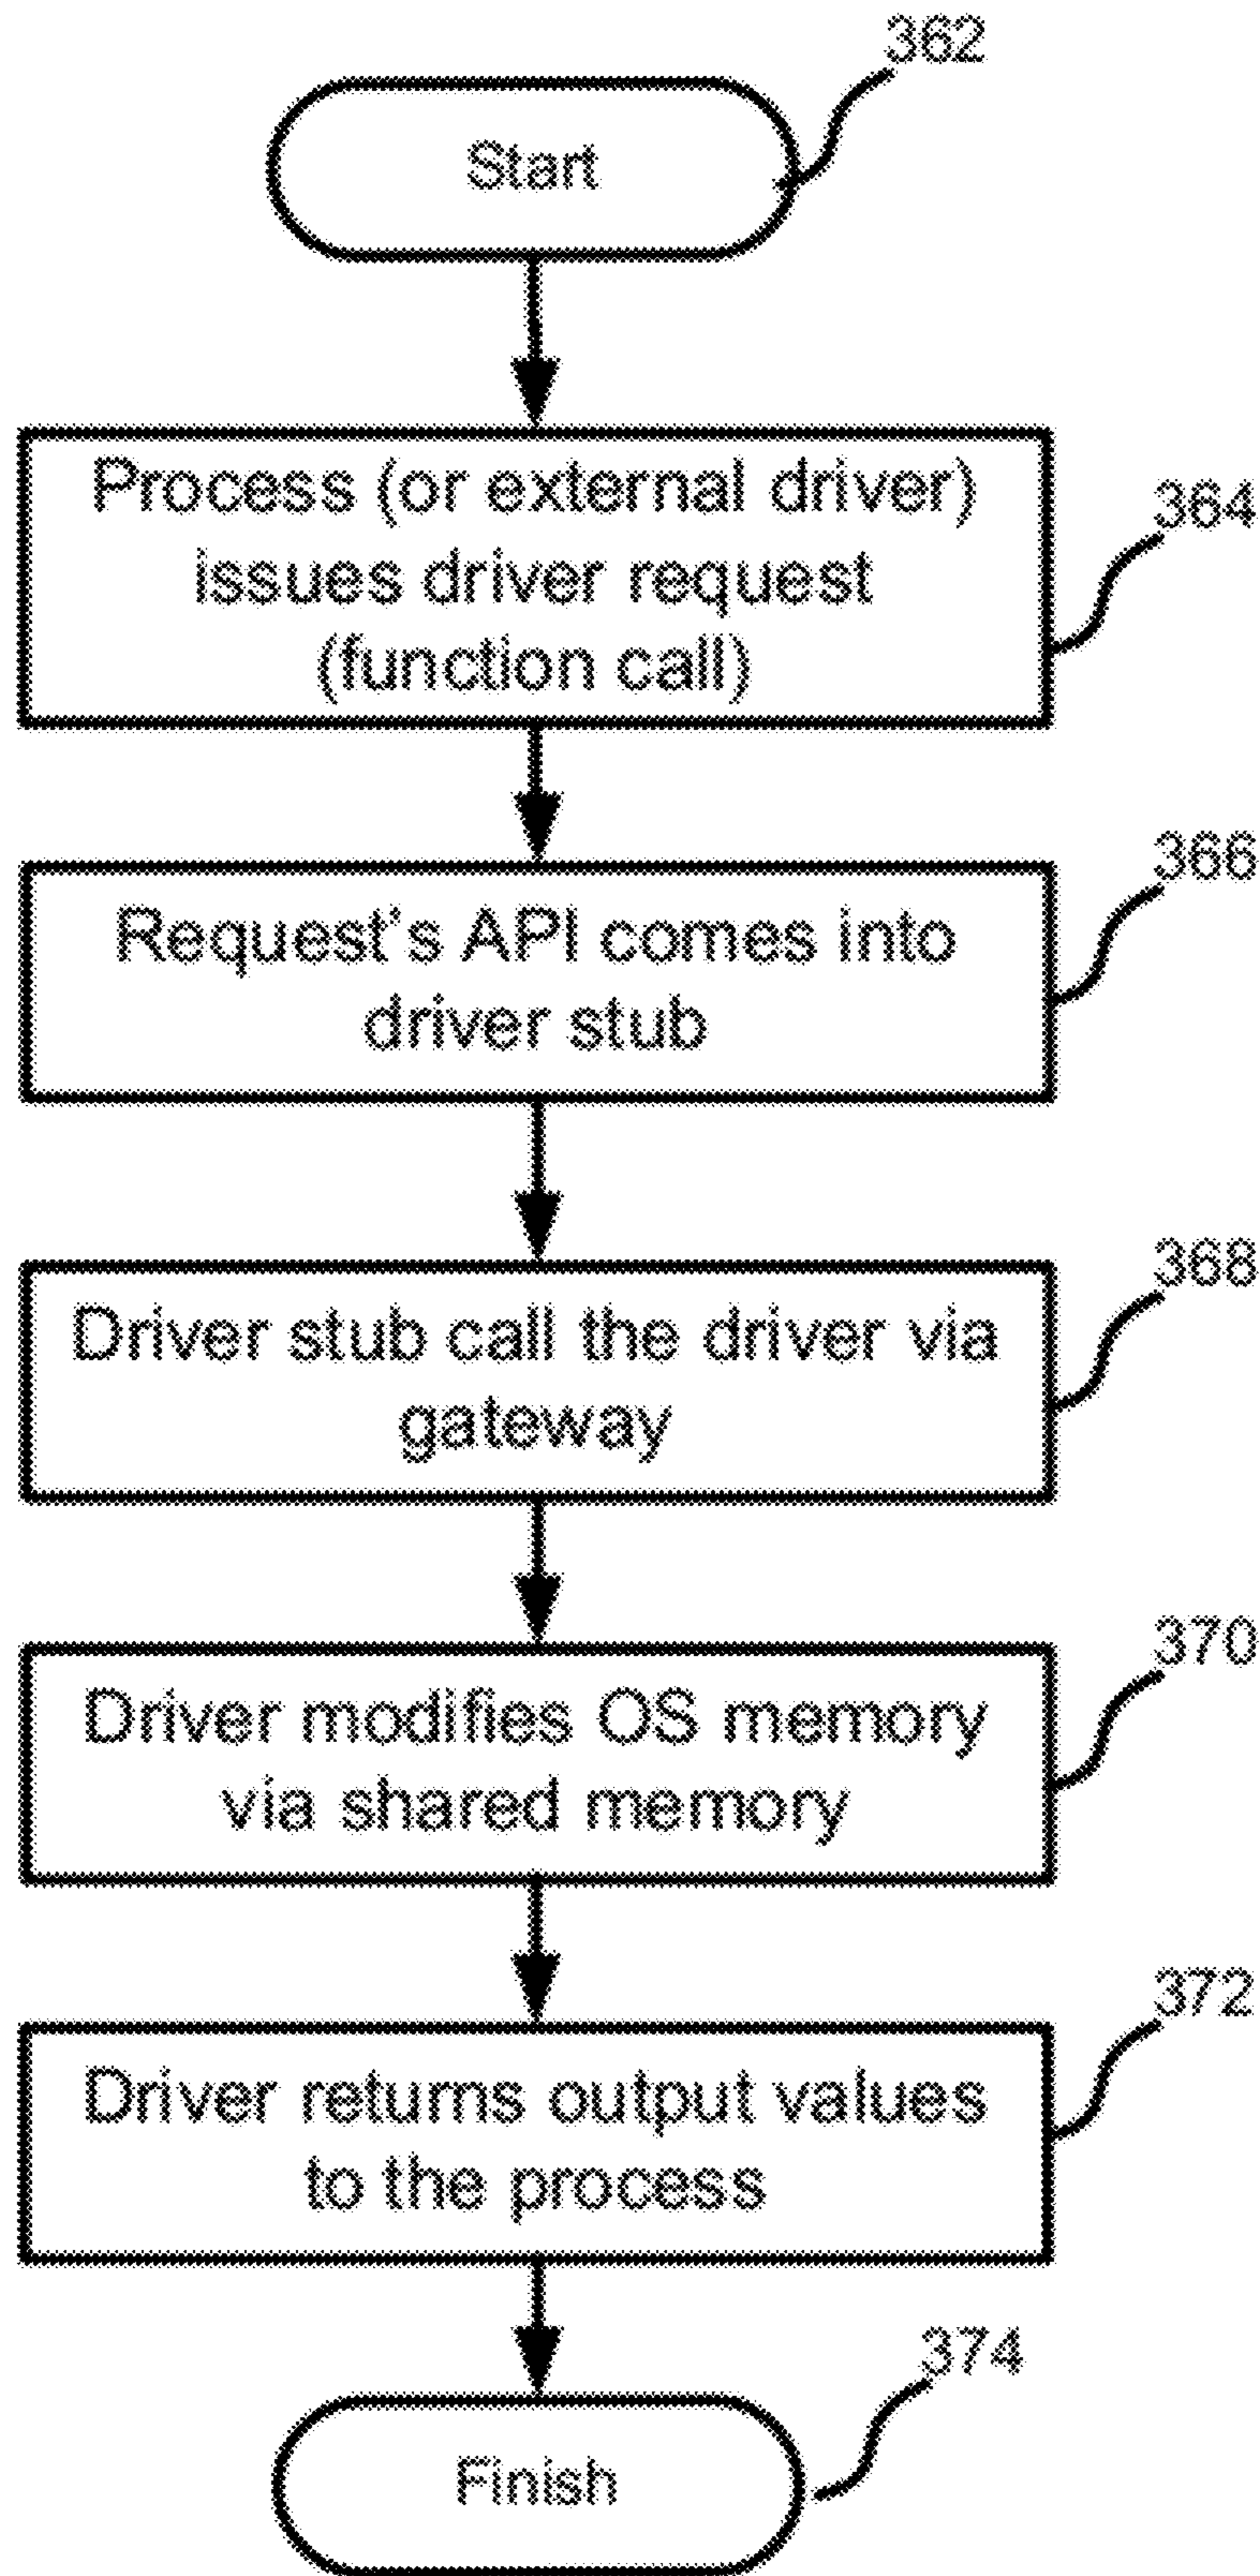 362
Start
Process (or external driver)
issues driver request
(function call)
364
Request's API comes into
driver stub
366
Driver stub call the driver via
gateway
368
Driver modifies OS memory
via shared memory
370
Driver returns output values
to the process
372
Finish
374